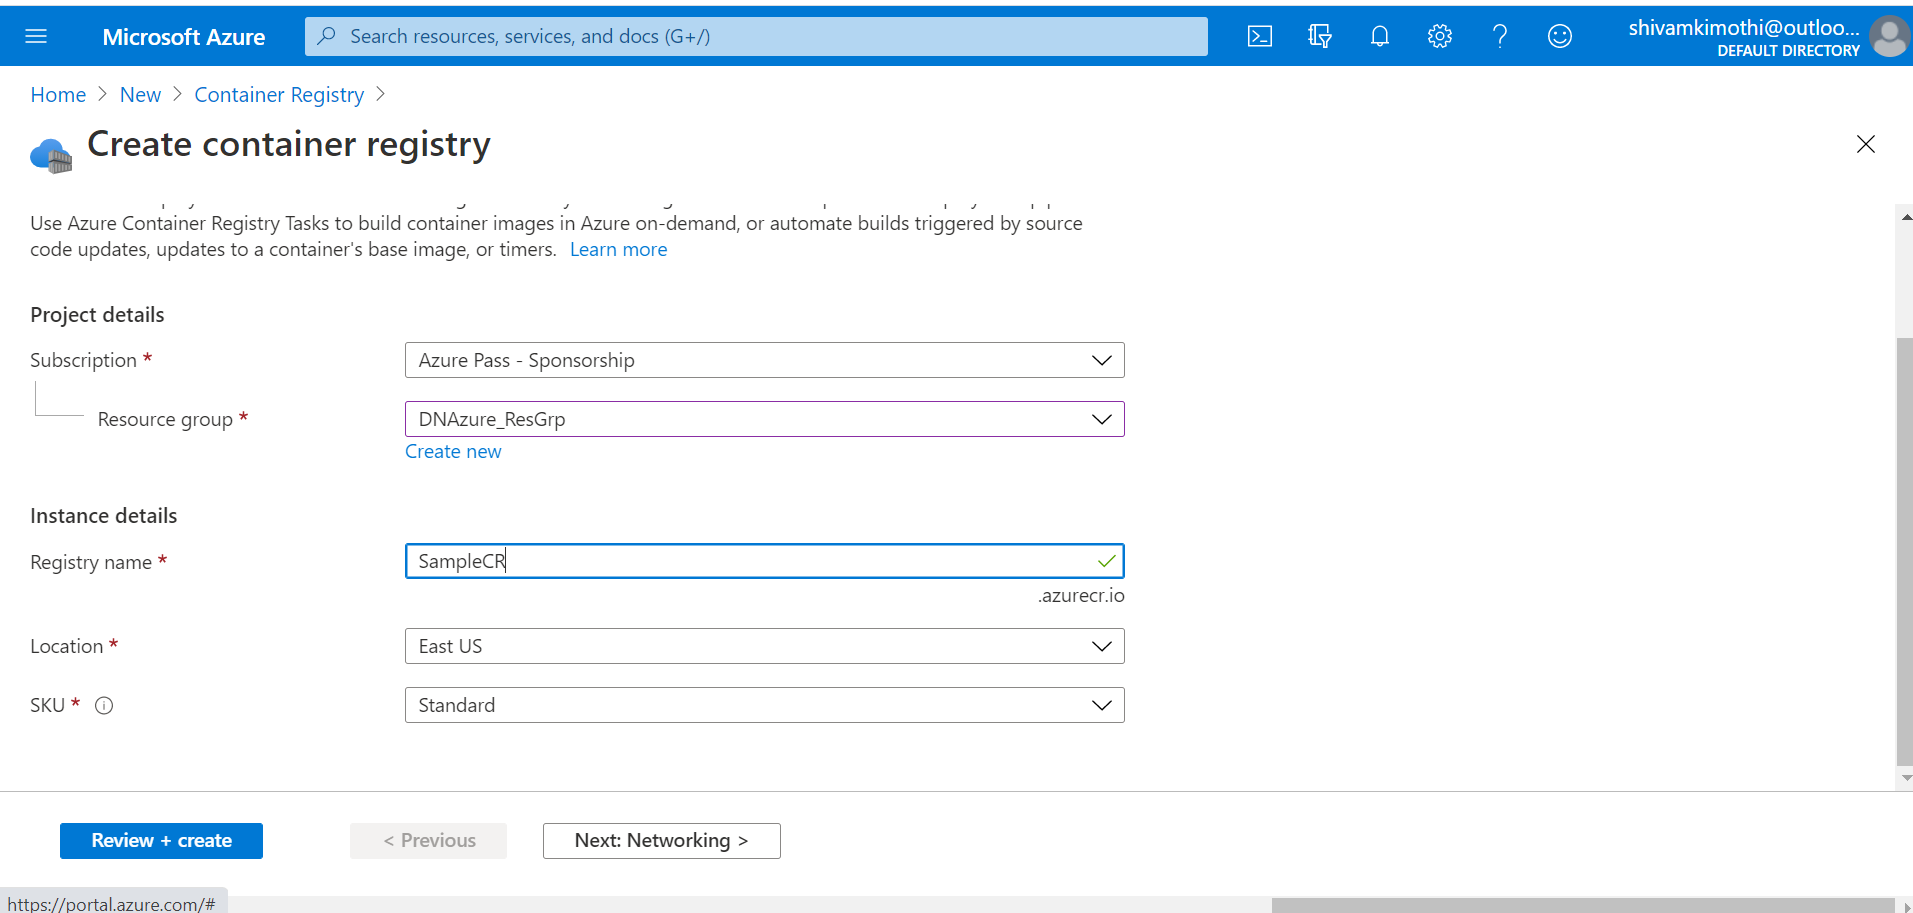 Microsoft Azure
Search resources, services, and docs (G+/)
shivamkimothi@outloo...
DEFAULT DIRECTORY
Home > New > Container Registry >
Create container registry
Use Azure Container Registry Tasks to build container images in Azure on-demand, or automate builds triggered by source
code updates, updates to a container's base image, or timers. Learn more
Project details
Subscription *
Azure Pass - Sponsorship
Resource group *
DNAzure_ResGrp
Create new
Instance details
Registry name *
SampleCR
.azurecr.io
Location *
East US
SKU *
Standard
Review + create
< Previous
Next: Networking >
https://portal.azure.com/#